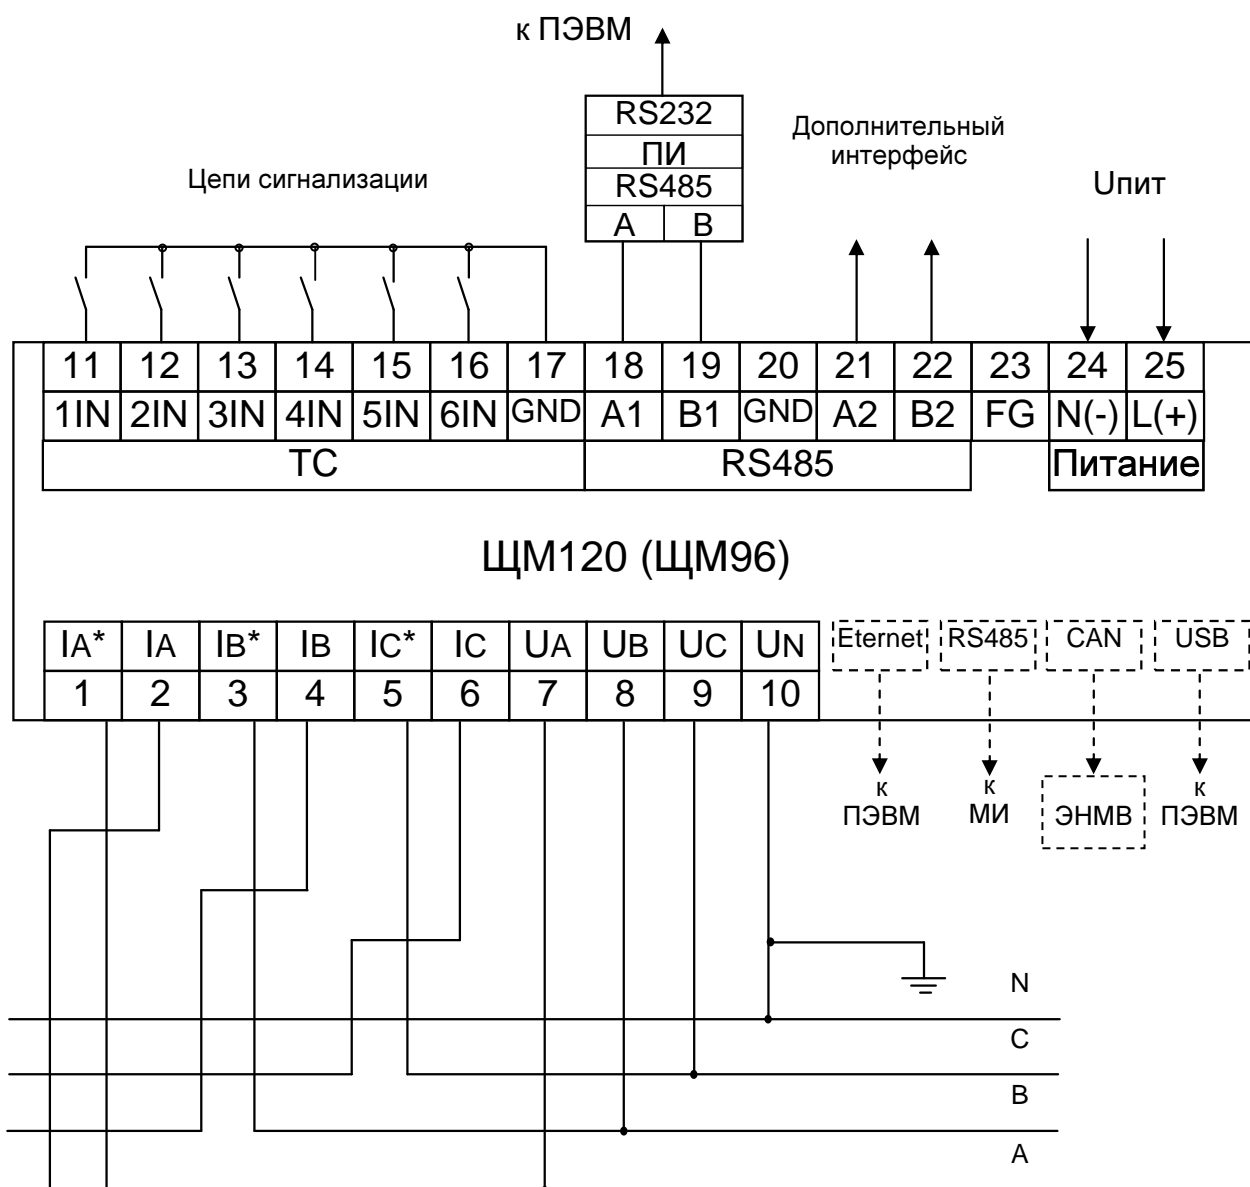 к ПЭВМ
RS232
ПИ
RS485
A B
Дополнительный
интерфейс
Uпит
Цепи сигнализации
11 12 13 14 15 16 17 18 19 20 21 22 23 24 25
1IN 2IN 3IN 4IN 5IN 6IN GND A1 B1 GND A2 B2 FG N(-) L(+)
ТС RS485 Питание
ЩМ120 (ЩМ96)
IA* IA IB* IB IC* IC UA UB UC UN Eternet RS485 CAN USB
1 2 3 4 5 6 7 8 9 10
к ПЭВМ
к МИ
ЭНМВ
к ПЭВМ
N
C
B
A